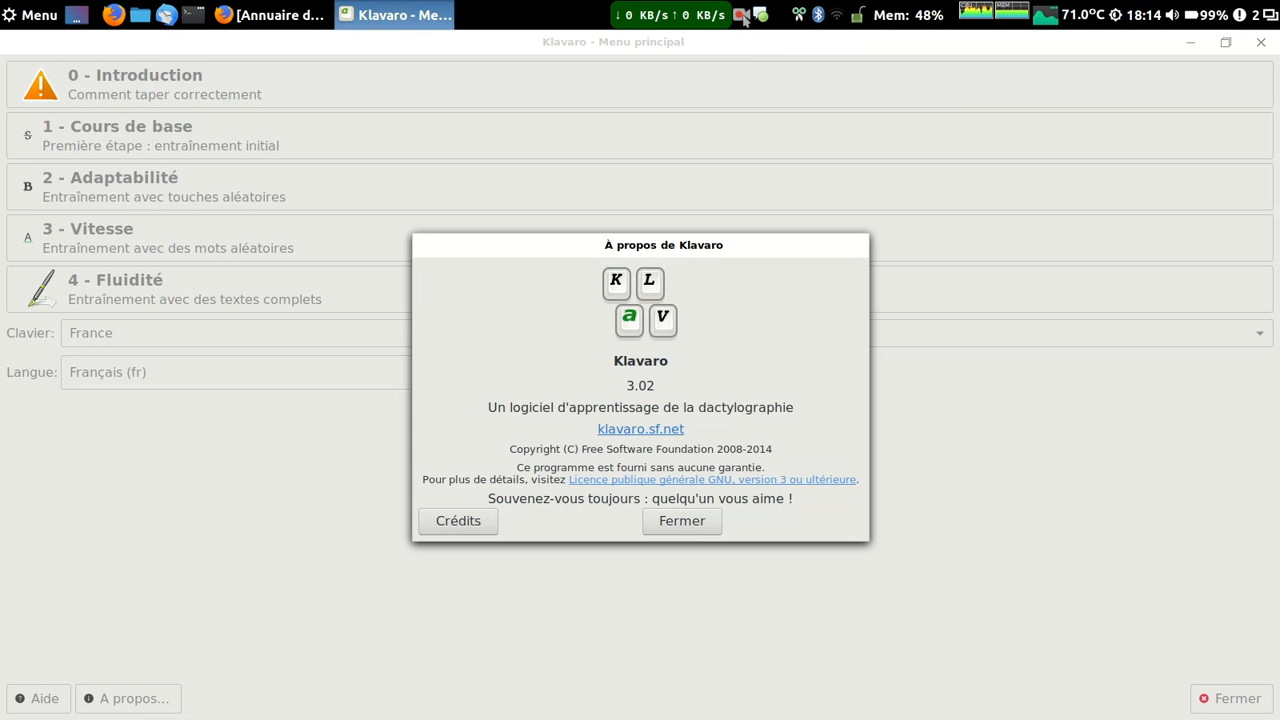 Menu
[Annuaire d...
Klavaro - Me...
↓ 0 KB/s ↑ 0 KB/s
Mem: 48%
71.0°C
18:14
99%
2
Klavaro - Menu principal
0 - Introduction
Comment taper correctement
1 - Cours de base
Première étape : entraînement initial
2 - Adaptabilité
Entraînement avec touches aléatoires
3 - Vitesse
Entraînement avec des mots aléatoires
4 - Fluidité
Entraînement avec des textes complets
Clavier: France
Langue: Français (fr)
À propos de Klavaro
K L
a V
Klavaro
3.02
Un logiciel d'apprentissage de la dactylographie
klavaro.sf.net
Copyright (C) Free Software Foundation 2008-2014
Ce programme est fourni sans aucune garantie.
Pour plus de détails, visitez Licence publique générale GNU, version 3 ou ultérieure.
Souvenez-vous toujours : quelqu'un vous aime !
Crédits
Fermer
Aide
A propos...
Fermer